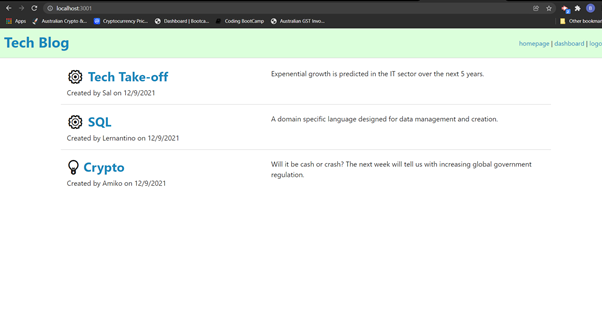 localhost:3001
Apps
Australian Crypto &...
Cryptocurrency Pric...
Dashboard | Bootca...
Coding BootCamp
Australian GST Invo...
Other bookmar
Tech Blog
homepage | dashboard | logo
Tech Take-off
Expenential growth is predicted in the IT sector over the next 5 years.
Created by Sal on 12/9/2021
SQL
A domain specific language designed for data management and creation.
Created by Lernantino on 12/9/2021
Crypto
Will it be cash or crash? The next week will tell us with increasing global government
regulation.
Created by Amiko on 12/9/2021